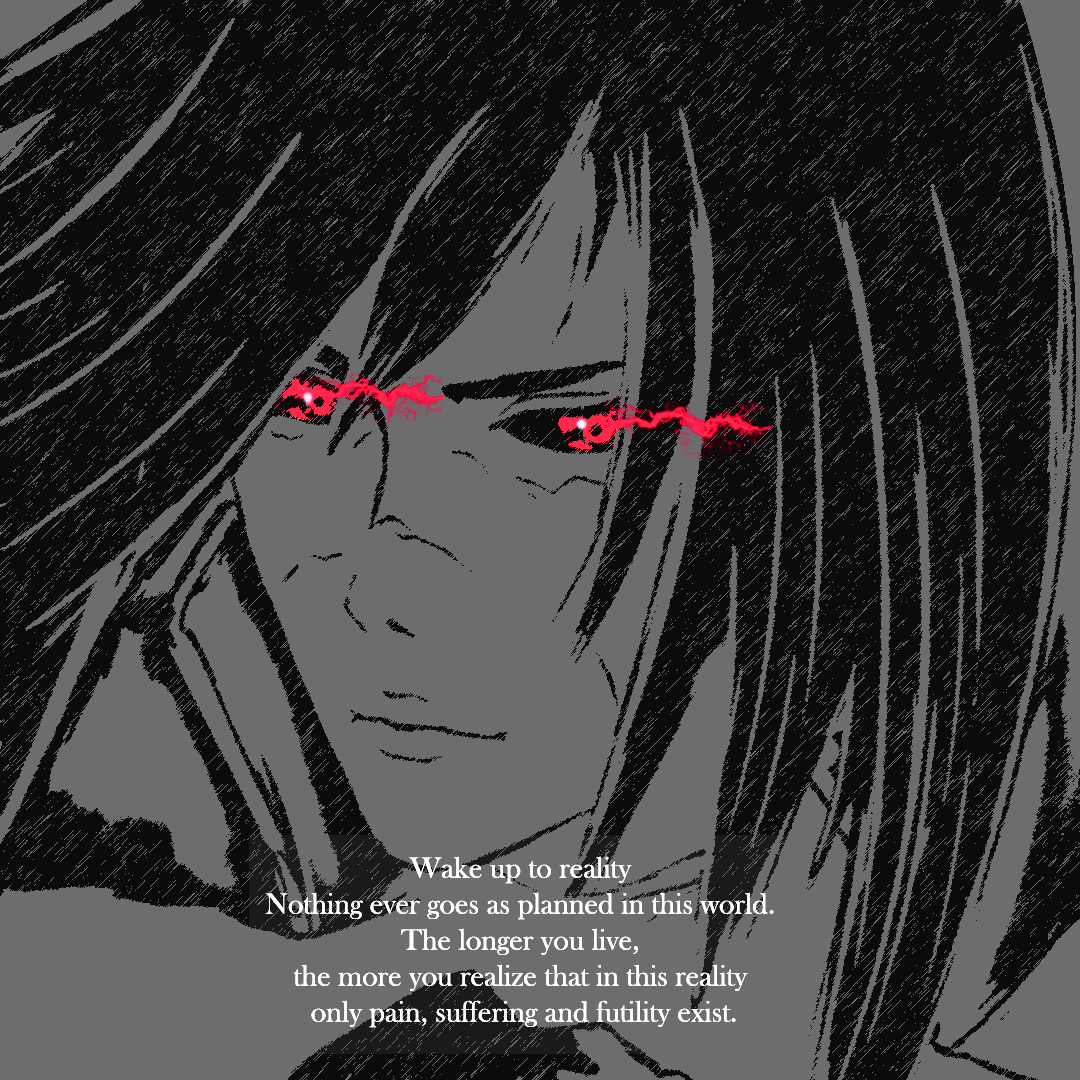 Wake up to reality
Nothing ever goes as planned in this world.
The longer you live,
the more you realize that in this reality
only pain, suffering and futility exist.